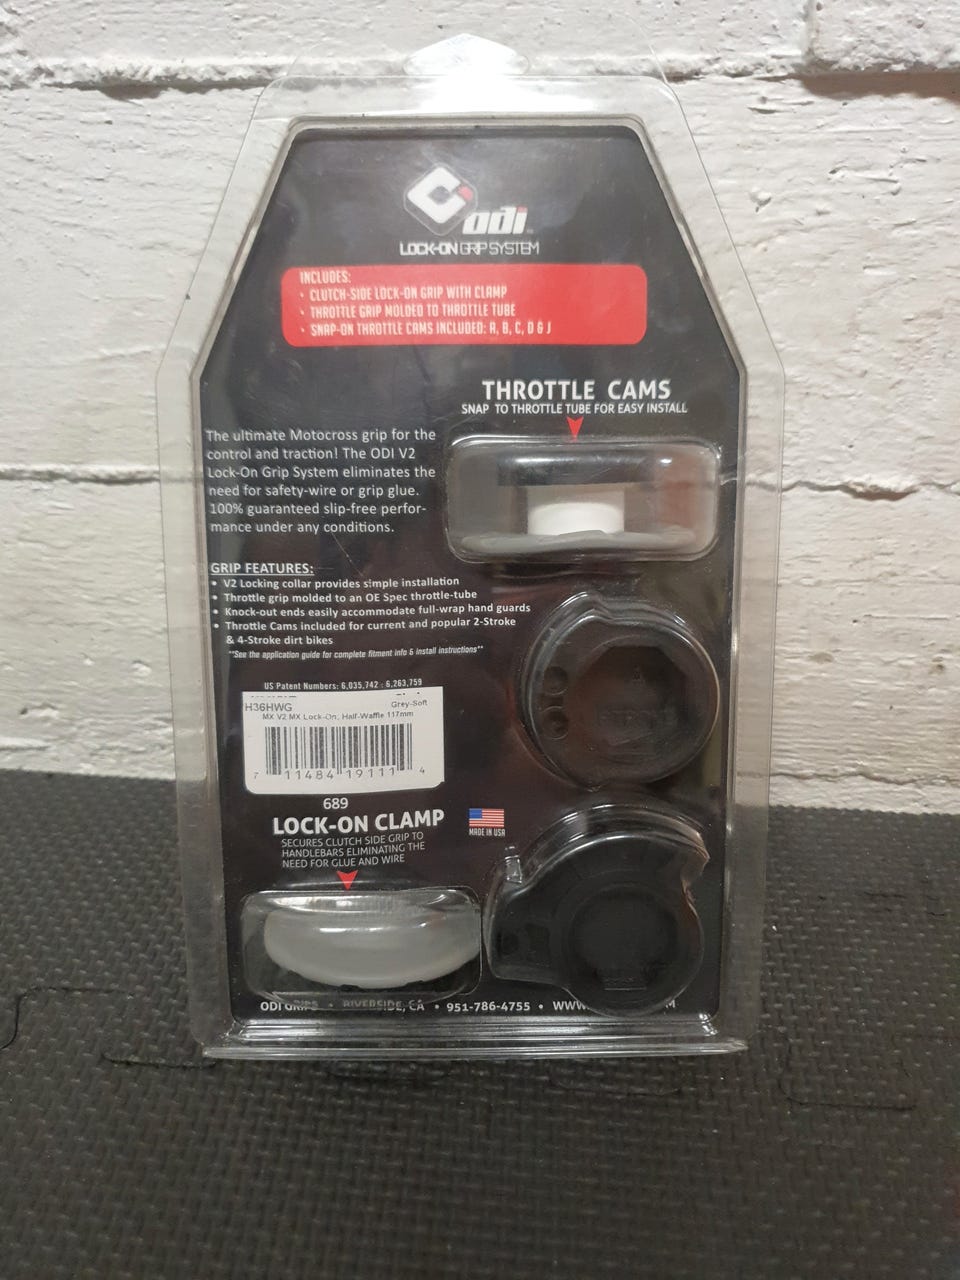 odi
LOCK-ON GRIP SYSTEM
INCLUDES:
• CLUTCH-SIDE LOCK-ON GRIP WITH CLAMP
• THROTTLE GRIP MOLDED TO THROTTLE TUBE
• SNAP-ON THROTTLE CAMS INCLUDED: A, B, C, D & J
THROTTLE CAMS
SNAP TO THROTTLE TUBE FOR EASY INSTALL
The ultimate Motocross grip for the
control and traction! The ODI V2
Lock-On Grip System eliminates the
need for safety-wire or grip glue.
100% guaranteed slip-free perfor-
mance under any conditions.
GRIP FEATURES:
• V2 Locking collar provides simple installation
• Throttle grip molded to an OE Spec throttle-tube
• Knock-out ends easily accommodate full-wrap hand guards
• Throttle Cams included for current and popular 2-Stroke
& 4-Stroke dirt bikes
**See the application guide for complete fitment info & install instructions**
US Patent Numbers: 6,035,742 ; 6,263,759
H36HWG Grey-Soft
MX V2 MX Lock-On, Half-Waffle 117mm
7 11484 19111 4
689
LOCK-ON CLAMP
SECURES CLUTCH SIDE GRIP TO
HANDLEBARS ELIMINATING THE
NEED FOR GLUE AND WIRE
MADE IN USA
ODI GRIPS • RIVERSIDE, CA • 951-786-4755 •